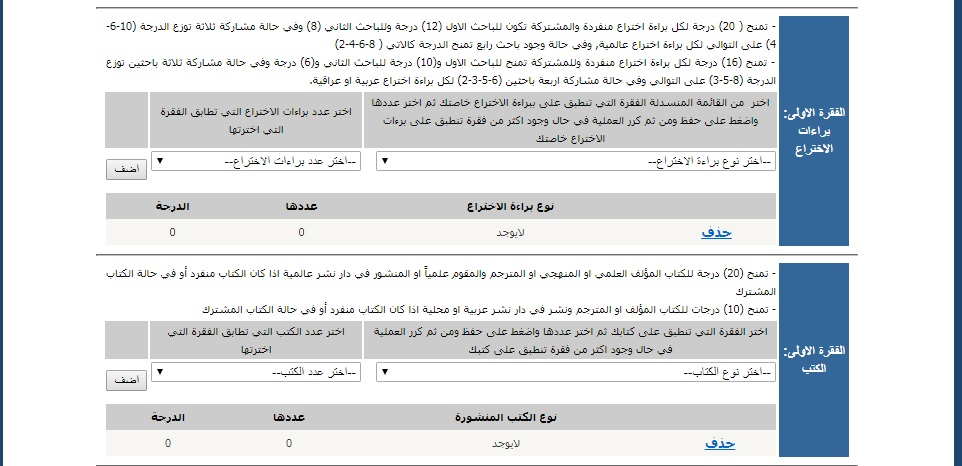 - تمنح ( 20) درجة لكل براءة اختراع منفردة والمشتركة تكون للباحث الاول (12) درجة وللباحث الثاني (8) وفي حالة مشاركة ثلاثة توزع الدرجة (10-6-
4) على التوالي لكل براءة اختراع عالمية, وفي حالة وجود باحث رابع تمنح الدرجة كالاتي ( 8-6-4-2)
- تمنح (16) درجة لكل براءة اختراع منفردة وللمشتركة تمنح للباحث الاول و(10) درجة وللباحث الثاني و(6) درجة وفي حالة مشاركة ثلاثة باحثين توزع
الدرجة (8-5-3) على التوالي وفي حالة مشاركة اربعة باحثين (6-5-3-2) لكل براءة اختراع عربية او عراقية.
الفقرة الاولى:
براءات
الاختراع
اختر من القائمة المنسدلة الفقرة التي تنطبق على ببراءة الاختراع خاصتك ثم اختر عددها
واضغط على حفظ ومن ثم كرر العملية في حال وجود اكثر من فقرة تنطبق على برءات
الاختراع خاصتك
اختر عدد براءات الاختراع التي تطابق الفقرة
التي اخترتها
--اختر نوع براءة الاختراع--
--اختر عدد براءات الاختراع--
اضف
نوع براءة الاختراع عددها الدرجة
حذف لايوجد 0 0
- تمنح (20) درجة للكتاب المؤلف العلمي او المنهجي او المترجم والمقوم علمياً او المنشور في دار نشر عالمية اذا كان الكتاب منفرد أو في حالة الكتاب
المشترك
- تمنح (10) درجات للكتاب المؤلف او المترجم ونشر في دار نشر عربية او محلية اذا كان الكتاب منفرد أو في حالة الكتاب المشترك
الفقرة الاولى:
الكتب
اختر الفقرة التي تنطبق على كتابك ثم اختر عددها واضغط على حفظ ومن ثم كرر العملية
في حال وجود اكثر من فقرة تنطبق على كتبك
اختر عدد الكتب التي تطابق الفقرة التي
اخترتها
--اختر نوع الكتاب--
--اختر عدد الكتب--
اضف
نوع الكتب المنشورة عددها الدرجة
حذف لايوجد 0 0